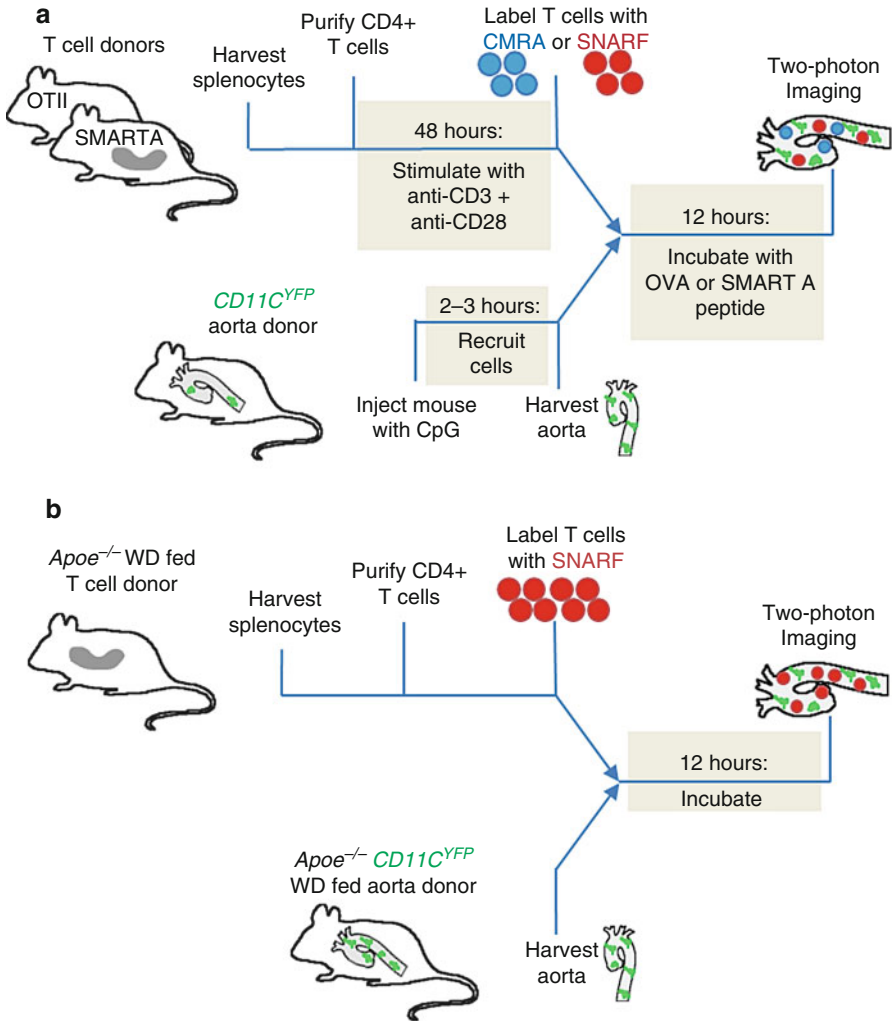 a
T cell donors
OTII
SMARTA
Harvest
splenocytes
Purify CD4+
T cells
Label T cells with
CMRA or SNARF
48 hours:
Stimulate with
anti-CD3 +
anti-CD28
Two-photon
Imaging
12 hours:
Incubate with
OVA or SMART A
peptide
CD11C^YFP
aorta donor
2–3 hours:
Recruit
cells
Inject mouse
with CpG
Harvest
aorta
b
Apoe–/– WD fed
T cell donor
Harvest
splenocytes
Purify CD4+
T cells
Label T cells
with SNARF
Two-photon
Imaging
12 hours:
Incubate
Apoe–/– CD11C^YFP
WD fed aorta donor
Harvest
aorta